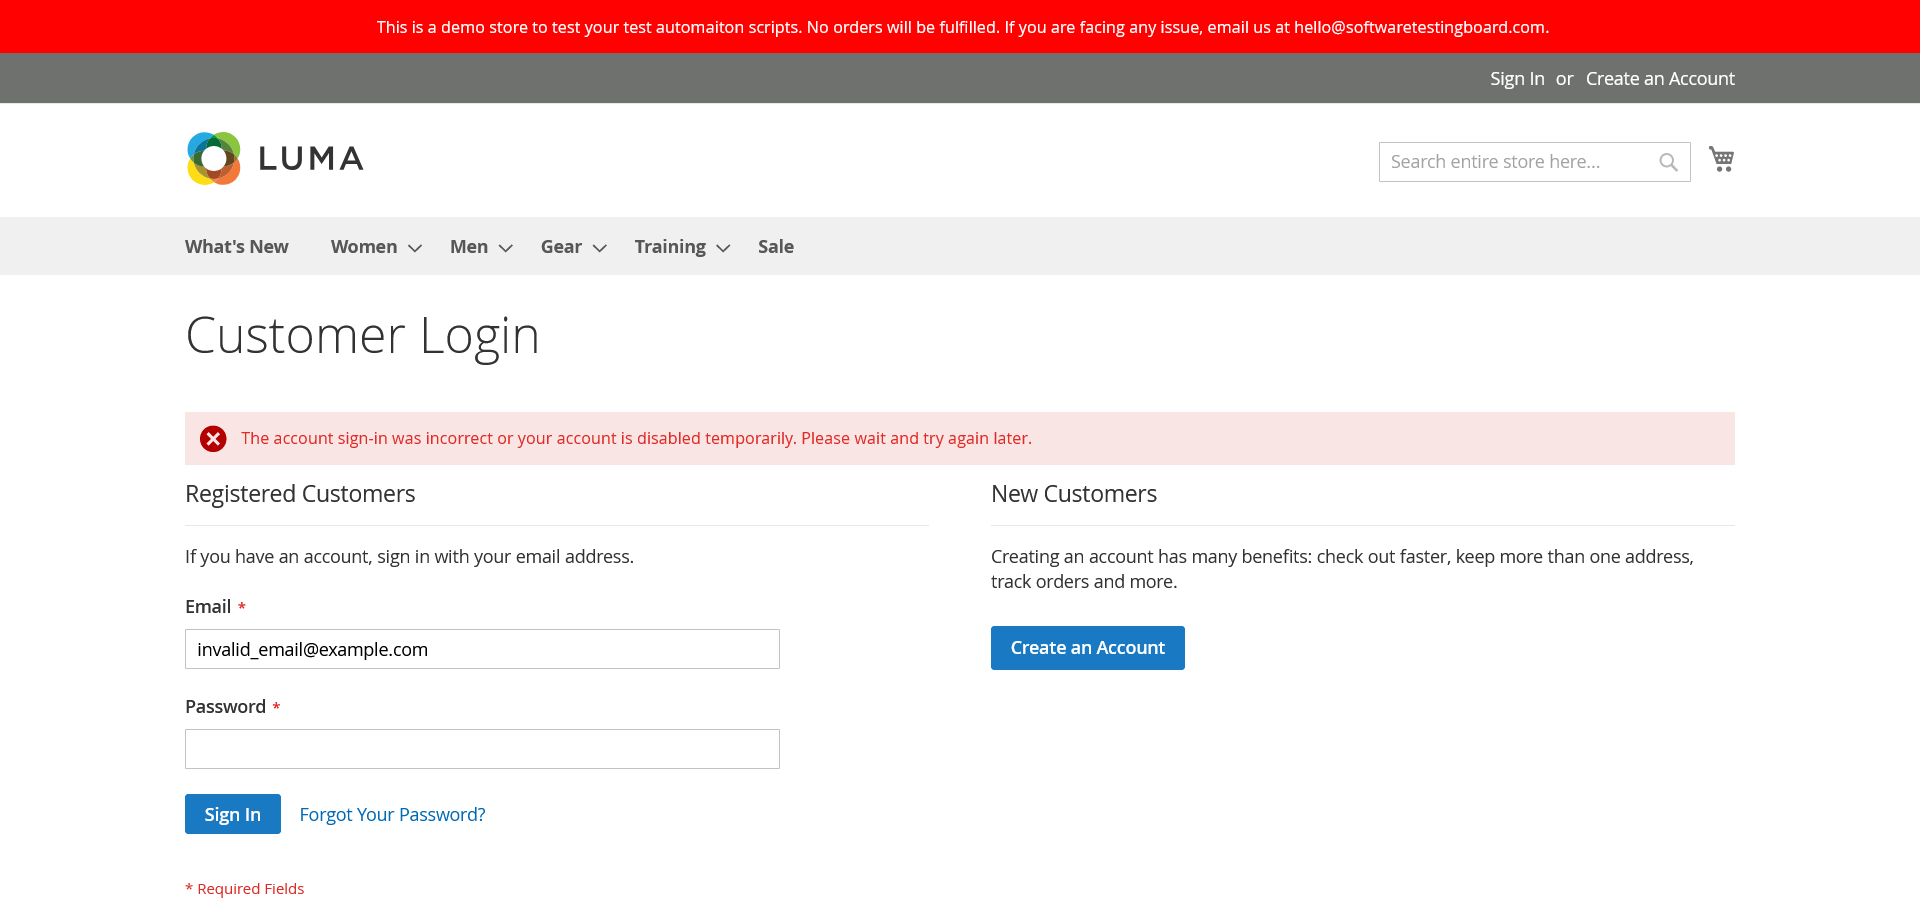 This is a demo store to test your test automaiton scripts. No orders will be fulfilled. If you are facing any issue, email us at hello@softwaretestingboard.com.
Sign In or Create an Account
LUMA
Search entire store here...
What's New Women Men Gear Training Sale
Customer Login
The account sign-in was incorrect or your account is disabled temporarily. Please wait and try again later.
Registered Customers
If you have an account, sign in with your email address.
Email *
invalid_email@example.com
Password *
Sign In Forgot Your Password?
* Required Fields
New Customers
Creating an account has many benefits: check out faster, keep more than one address,
track orders and more.
Create an Account